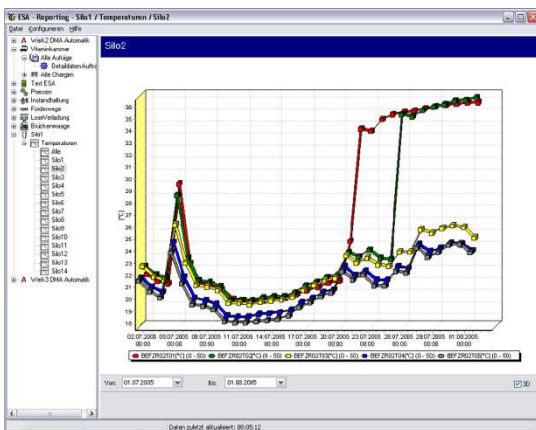 ESA - Reporting - Silo1 / Temperaturen / Silo2
Datei Konfigurieren Hilfe
Werk2 DMA Automatik
Vitaminkammer
Alle Aufträge
Detaildaten Auftra
Alle Chargen
Test ESA
Pressen
Instandhaltung
Förderwege
LoseVerladung
Brückenwaage
Silo1
Temperaturen
Alle
Silo1
Silo2
Silo3
Silo4
Silo5
Silo6
Silo7
Silo8
Silo9
Silo10
Silo11
Silo12
Silo13
Silo14
Werk3 DMA Automatik
Silo2
36
35
34
33
32
31
30
29
28
27
26
25
24
23
22
21
20
19
18
[°C]
02.07.2005 05.07.2005 08.07.2005 11.07.2005 14.07.2005 17.07.2005 20.07.2005 23.07.2005 26.07.2005 29.07.2005 01.08.2005
00:00 00:00 00:00 00:00 00:00 00:00 00:00 00:00 00:00 00:00 00:00
BEFZR02T01[°C] (0 - 50) BEFZR02T02[°C] (0 - 50) BEFZR02T03[°C] (0 - 50) BEFZR02T04[°C] (0 - 50) BEFZR02T05[°C] (0 - 50)
Von: 01.07.2005 Bis: 01.08.2005 3D
Daten zuletzt aktualisiert: 08:05:12